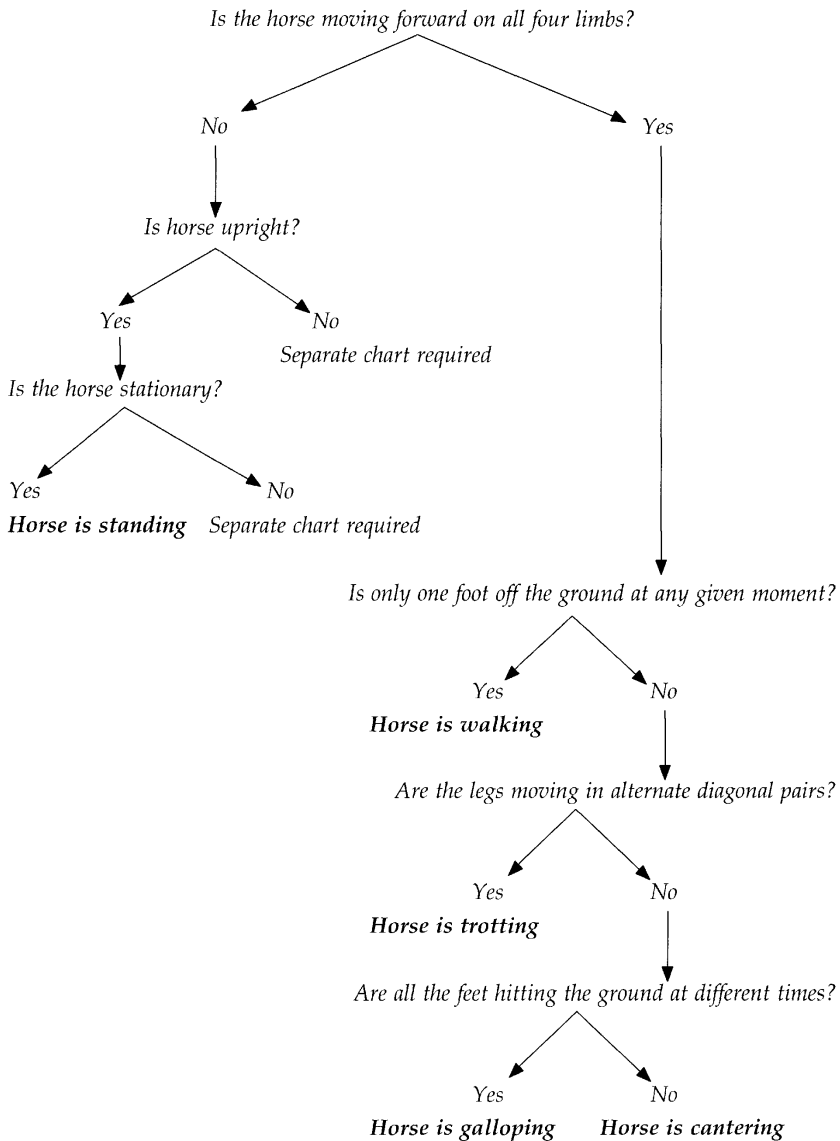 Is the horse moving forward on all four limbs?
No
Yes
Is horse upright?
Yes
No
Separate chart required
Is the horse stationary?
Yes
No
Horse is standing
Separate chart required
Is only one foot off the ground at any given moment?
Yes
No
Horse is walking
Are the legs moving in alternate diagonal pairs?
Yes
No
Horse is trotting
Are all the feet hitting the ground at different times?
Yes
No
Horse is galloping
Horse is cantering